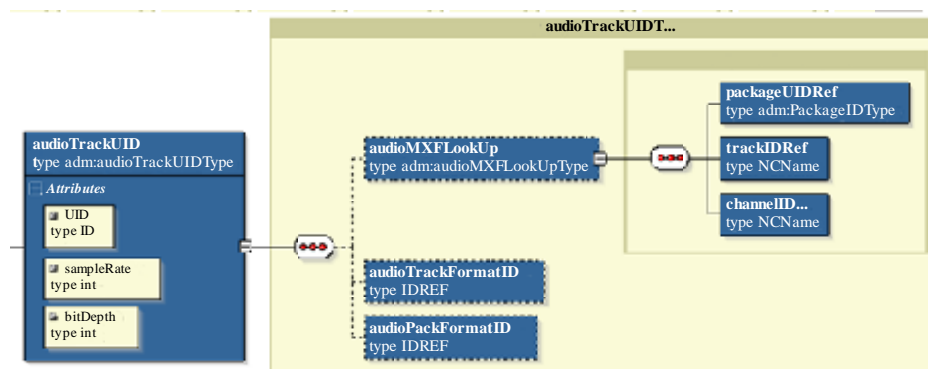 audioTrackUIDT...
audioTrackUID
type adm:audioTrackUIDType
Attributes
UID
type ID
sampleRate
type int
bitDepth
type int
audioMXFLookUp
type adm:audioMXFLookUpType
packageUIDRef
type adm:PackageIDType
trackIDRef
type NCName
channelID...
type NCName
audioTrackFormatID
type IDREF
audioPackFormatID
type IDREF